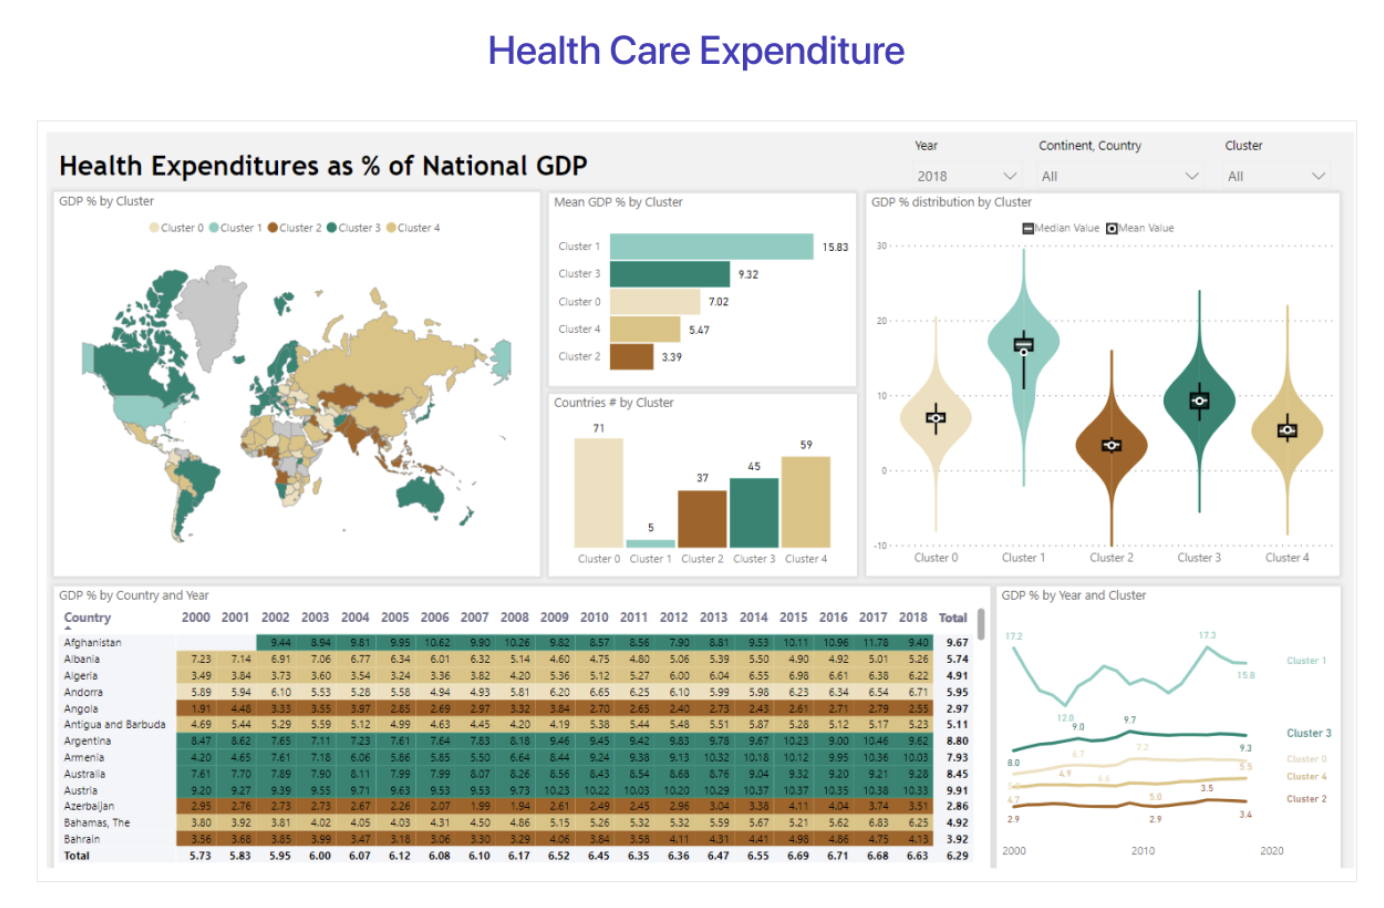 Health Care Expenditure
Health Expenditures as % of National GDP
Year
Continent, Country
Cluster
2018
All
All
GDP % by Cluster
Cluster 0 Cluster 1 Cluster 2 Cluster 3 Cluster 4
Mean GDP % by Cluster
Cluster 1 15.83
Cluster 3 9.32
Cluster 0 7.02
Cluster 4 5.47
Cluster 2 3.39
Countries # by Cluster
71
5
37
45
59
Cluster 0 Cluster 1 Cluster 2 Cluster 3 Cluster 4
GDP % distribution by Cluster
Median Value Mean Value
30
20
10
0
-10
Cluster 0 Cluster 1 Cluster 2 Cluster 3 Cluster 4
GDP % by Country and Year
Country 2000 2001 2002 2003 2004 2005 2006 2007 2008 2009 2010 2011 2012 2013 2014 2015 2016 2017 2018 Total
Afghanistan 9.44 8.94 9.81 9.95 10.62 9.90 10.26 9.82 8.57 8.56 7.90 8.81 9.53 10.11 10.96 11.78 9.40 9.67
Albania 7.23 7.14 6.91 7.06 6.77 6.34 6.01 6.32 5.14 4.60 4.75 4.80 5.06 5.39 5.50 4.90 4.92 5.01 5.26 5.74
Algeria 3.49 3.84 3.73 3.60 3.54 3.24 3.36 3.82 4.20 5.36 5.12 5.27 6.00 6.04 6.55 6.98 6.61 6.38 6.22 4.91
Andorra 5.89 5.94 6.10 5.53 5.28 5.58 4.94 4.93 5.81 6.20 6.65 6.25 6.10 5.99 5.98 6.23 6.34 6.54 6.71 5.95
Angola 1.91 4.48 3.33 3.55 3.97 2.85 2.69 2.97 3.32 3.84 2.70 2.65 2.40 2.73 2.43 2.61 2.71 2.79 2.55 2.97
Antigua and Barbuda 4.69 5.44 5.29 5.59 5.12 4.99 4.63 4.45 4.20 4.19 5.38 5.44 5.48 5.51 5.87 5.28 5.12 5.17 5.23 5.11
Argentina 8.47 8.62 7.65 7.11 7.23 7.61 7.64 7.83 8.18 9.46 9.45 9.42 9.83 9.78 9.67 10.23 9.00 10.46 9.62 8.80
Armenia 4.20 4.65 7.61 7.18 6.06 5.86 5.85 5.50 6.64 8.44 9.24 9.38 9.13 10.32 10.18 10.12 9.95 10.36 10.03 7.93
Australia 7.61 7.70 7.89 7.90 8.11 7.99 7.99 8.07 8.26 8.56 8.43 8.54 8.68 8.76 9.04 9.32 9.20 9.21 9.28 8.45
Austria 9.20 9.27 9.39 9.55 9.71 9.63 9.53 9.53 9.73 10.23 10.22 10.03 10.20 10.29 10.37 10.37 10.35 10.38 10.33 9.91
Azerbaijan 2.95 2.76 2.73 2.73 2.67 2.26 2.07 1.99 1.94 2.61 2.49 2.45 2.96 3.04 3.38 4.11 4.04 3.74 3.51 2.86
Bahamas, The 3.80 3.92 3.81 4.02 4.05 4.03 4.31 4.50 4.86 5.15 5.26 5.32 5.32 5.59 5.67 5.21 5.62 6.83 6.25 4.92
Bahrain 3.56 3.68 3.85 3.99 3.47 3.18 3.06 3.30 3.29 4.06 3.84 3.58 4.11 4.31 4.41 4.98 4.86 4.75 4.13 3.92
Total 5.73 5.83 5.95 6.00 6.07 6.12 6.08 6.10 6.17 6.52 6.45 6.35 6.36 6.47 6.55 6.69 6.71 6.68 6.63 6.29
GDP % by Year and Cluster
17.2
17.3
Cluster 1
15.8
12.0
9.0
9.7
Cluster 3
8.0
6.7
7.2
9.3
Cluster 0
4.9
6.6
5.5
Cluster 4
4.7
5.0
3.5
Cluster 2
2.9
2.9
3.4
2000
2010
2020